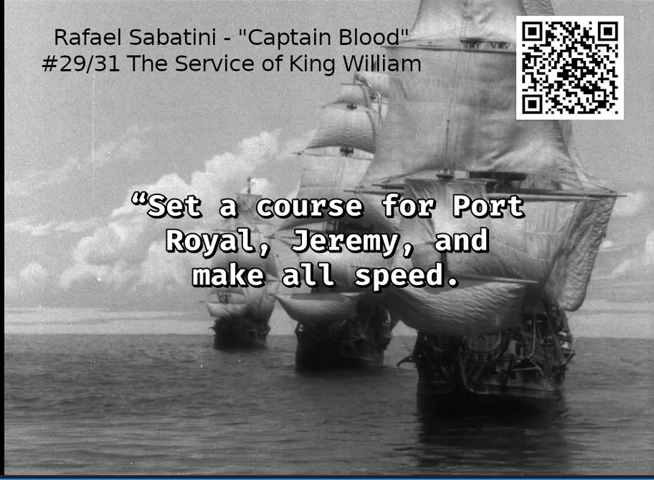 Rafael Sabatini - "Captain Blood"
#29/31 The Service of King William
“Set a course for Port
Royal, Jeremy, and
make all speed.